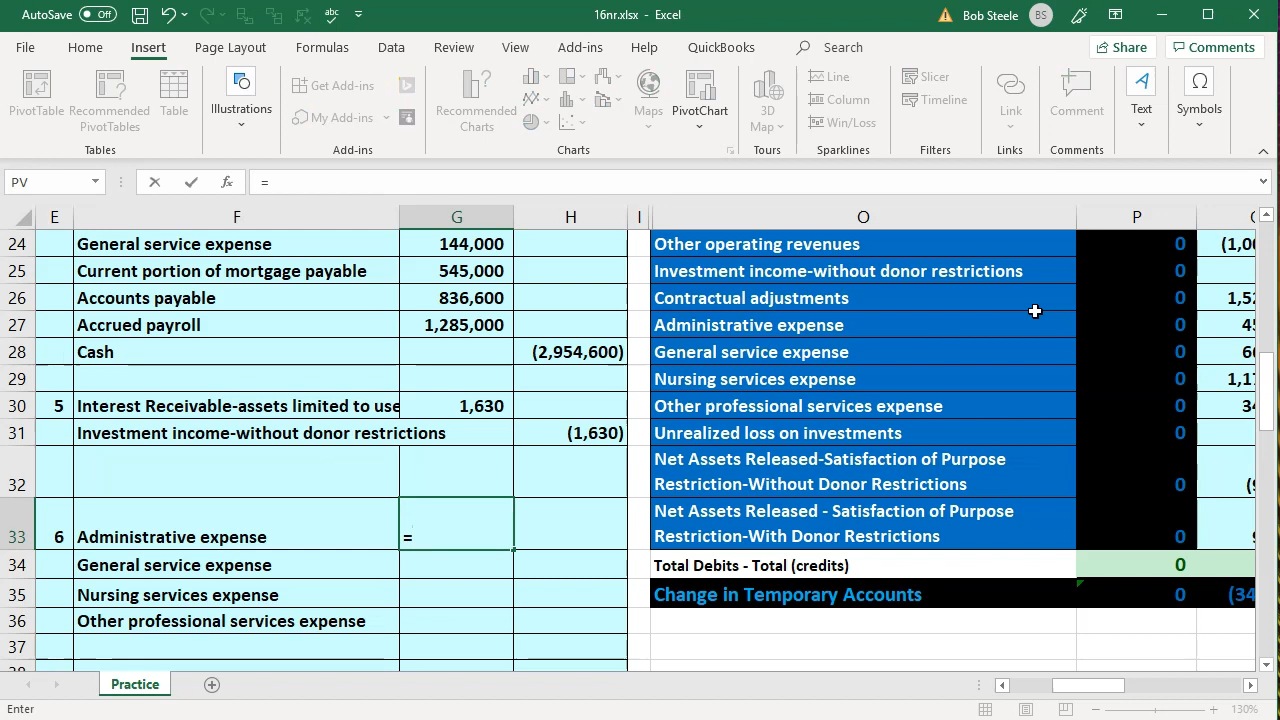 AutoSave Off 16nr.xlsx - Excel Bob Steele BS
File Home Insert Page Layout Formulas Data Review View Add-ins Help QuickBooks Search Share Comments
PivotTable Recommended PivotTables Table Illustrations Get Add-ins My Add-ins Recommended Charts Maps PivotChart 3D Map Line Column Win/Loss Slicer Timeline Link Comment Text Symbols
Tables Add-ins Charts Tours Sparklines Filters Links Comments
PV fx =
E F G H I O P
24 General service expense 144,000 Other operating revenues 0
25 Current portion of mortgage payable 545,000 Investment income-without donor restrictions 0
26 Accounts payable 836,600 Contractual adjustments 0
27 Accrued payroll 1,285,000 Administrative expense 0
28 Cash (2,954,600) General service expense 0
29 Nursing services expense 0
30 5 Interest Receivable-assets limited to use 1,630 Other professional services expense 0
31 Investment income-without donor restrictions (1,630) Unrealized loss on investments 0
Net Assets Released-Satisfaction of Purpose
32 Restriction-Without Donor Restrictions 0
Net Assets Released - Satisfaction of Purpose
33 6 Administrative expense = Restriction-With Donor Restrictions 0
34 General service expense Total Debits - Total (credits) 0
35 Nursing services expense Change in Temporary Accounts 0
36 Other professional services expense
37
Practice
Enter 130%